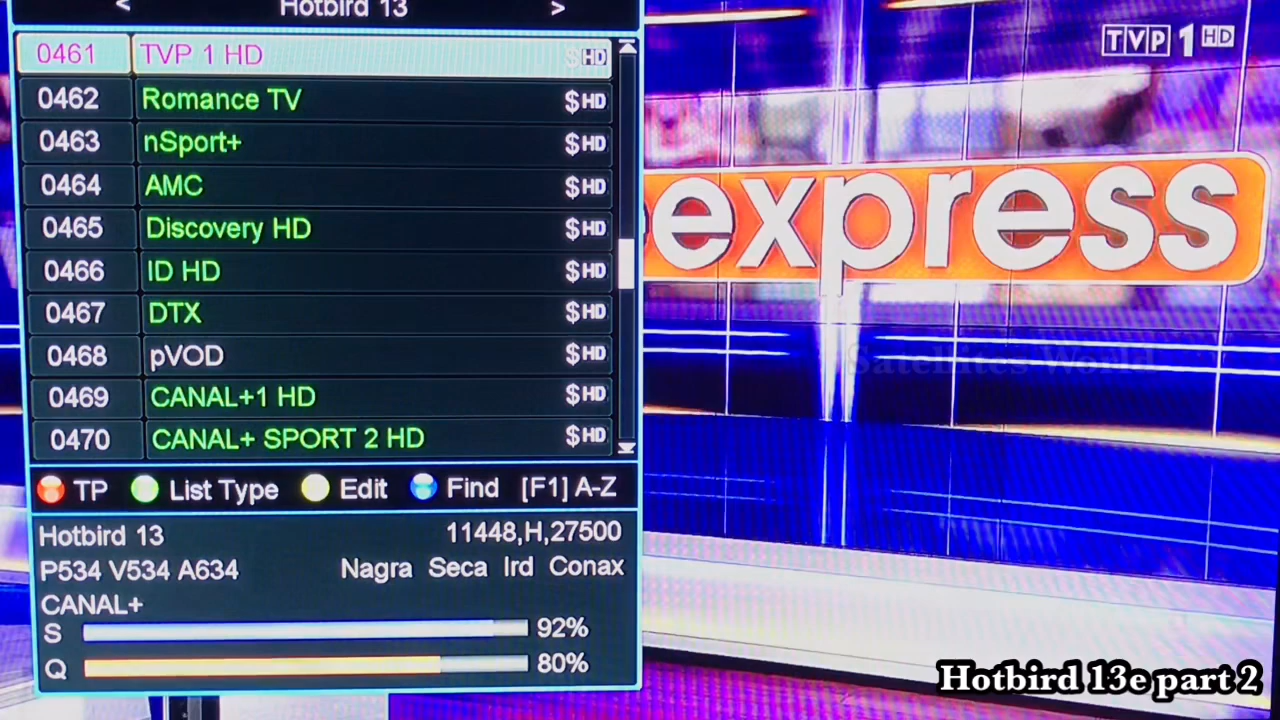 < Hotbird 13 >
0461 TVP 1 HD $HD
0462 Romance TV $HD
0463 nSport+ $HD
0464 AMC $HD
0465 Discovery HD $HD
0466 ID HD $HD
0467 DTX $HD
0468 pVOD $HD
0469 CANAL+1 HD $HD
0470 CANAL+ SPORT 2 HD $HD
TP List Type Edit Find [F1] A-Z
Hotbird 13 11448,H,27500
P534 V534 A634 Nagra Seca Ird Conax
CANAL+
S 92%
Q 80%
TVP 1 HD
express
Satellites World
Hotbird 13e part 2